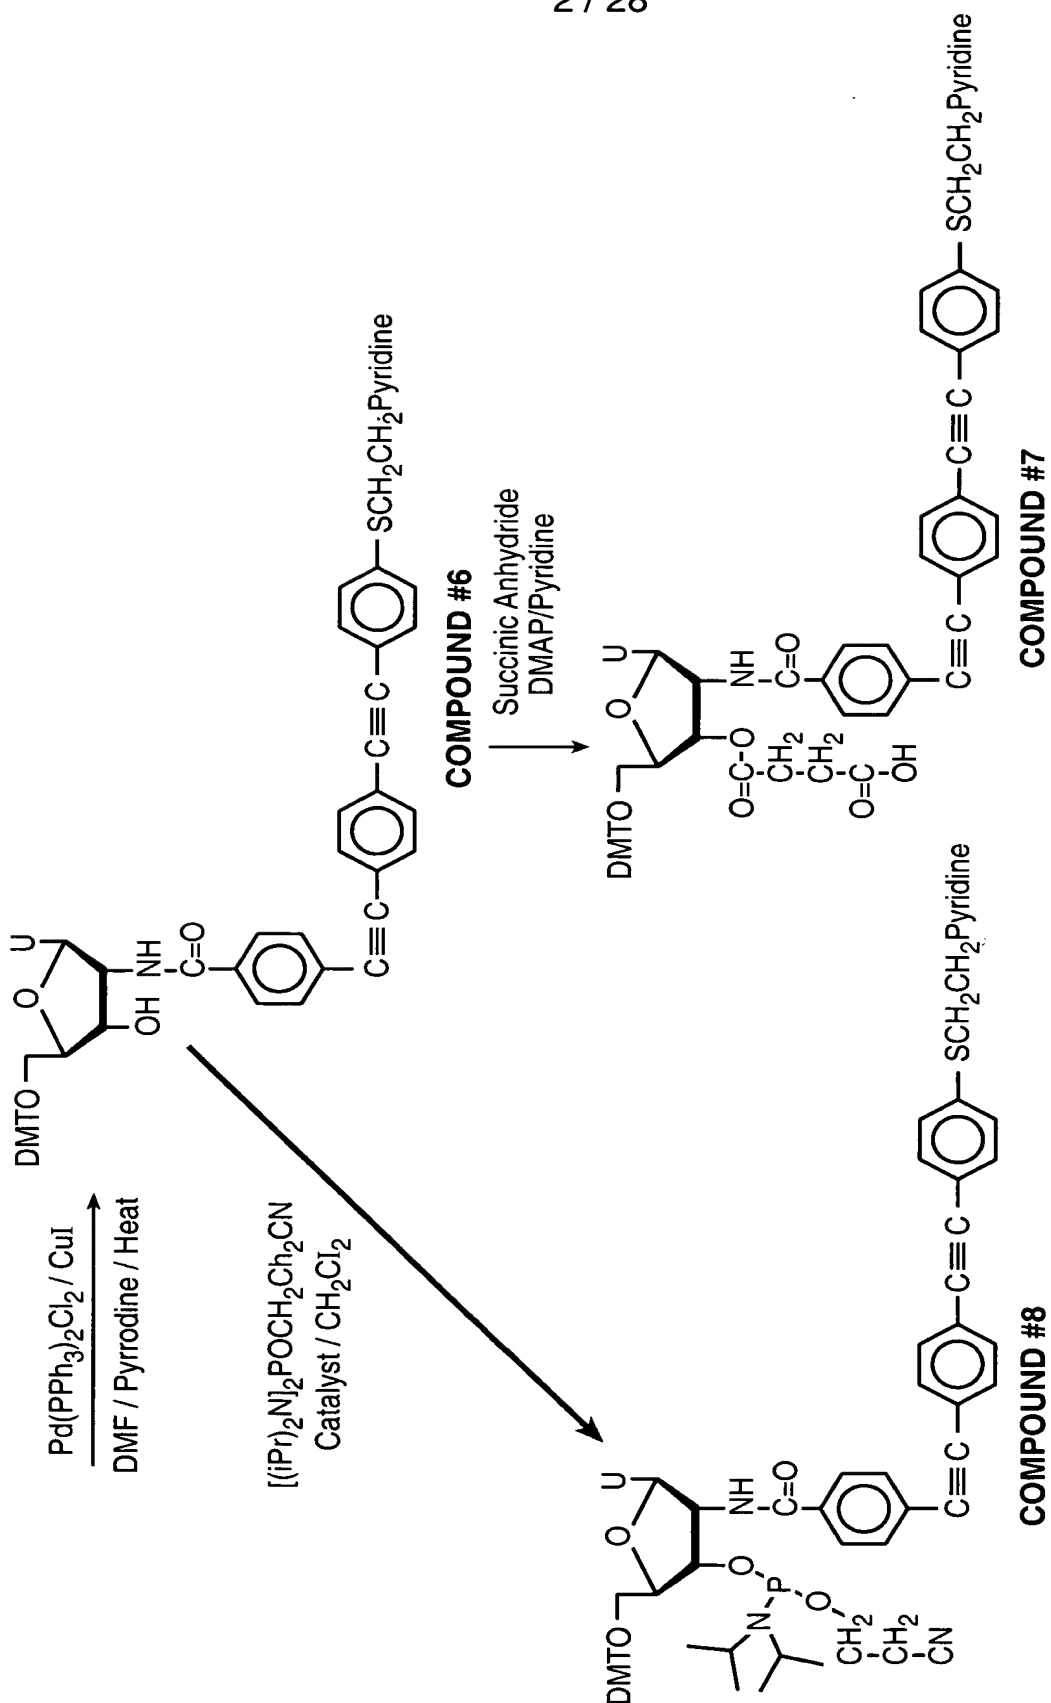 2 / 28
Pd(PPh3)2Cl2 / CuI
DMF / Pyrrodine / Heat
DMTO
O
U
OH
NH
C=O
C≡C
C≡C
SCH2CH2Pyridine
COMPOUND #6
[(iPr)2N]2POCH2Ch2CN
Catalyst / CH2Cl2
Succinic Anhydride
DMAP/Pyridine
DMTO
O
U
O
P
N
O
CH2
CH2
CN
NH
C=O
C≡C
C≡C
SCH2CH2Pyridine
COMPOUND #8
DMTO
O
U
O
O=C
CH2
CH2
O=C
OH
NH
C=O
C≡C
C≡C
SCH2CH2Pyridine
COMPOUND #7